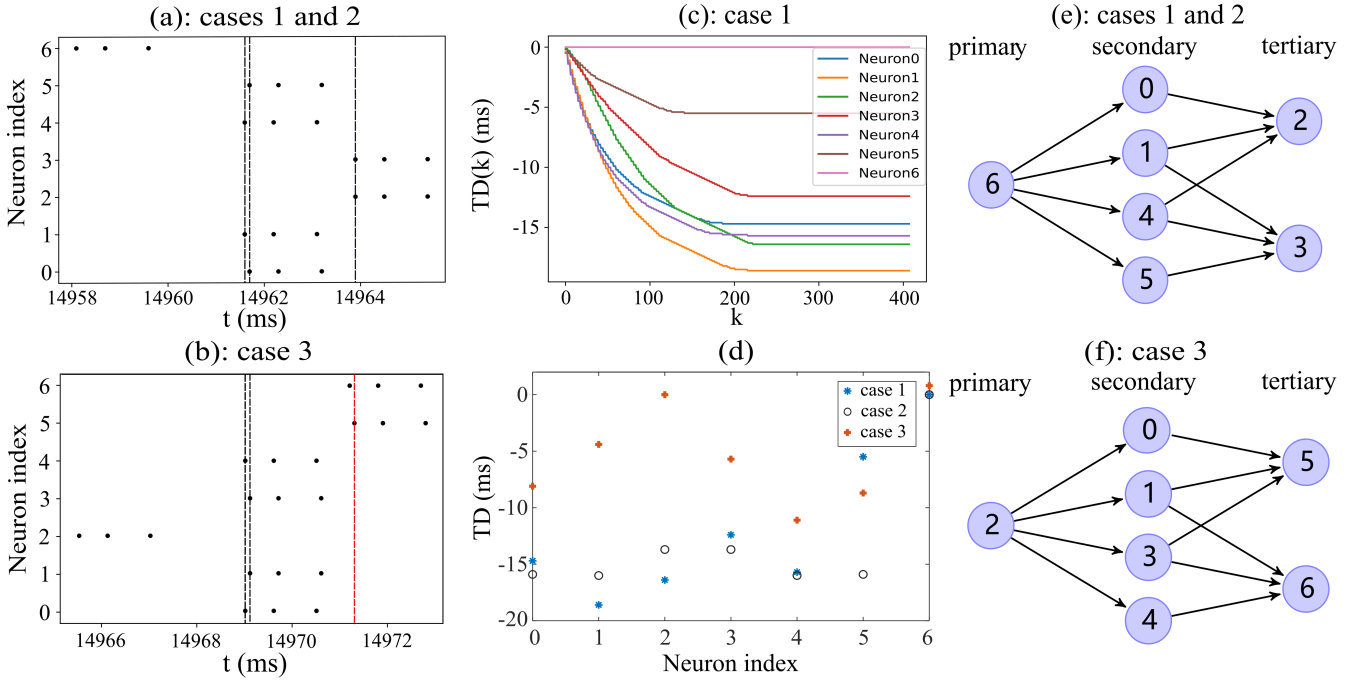 (a): cases 1 and 2
Neuron index
6
5
4
3
2
1
0
14958 14960 14962 14964
t (ms)
(b): case 3
Neuron index
6
5
4
3
2
1
0
14966 14968 14970 14972
t (ms)
(c): case 1
TD(k) (ms)
0
-5
-10
-15
0 100 200 300 400
k
Neuron0
Neuron1
Neuron2
Neuron3
Neuron4
Neuron5
Neuron6
(d)
TD (ms)
0
-5
-10
-15
-20
0 1 2 3 4 5 6
Neuron index
case 1
case 2
case 3
(e): cases 1 and 2
primary secondary tertiary
6
0
1
4
5
2
3
(f): case 3
primary secondary tertiary
2
0
1
3
4
5
6